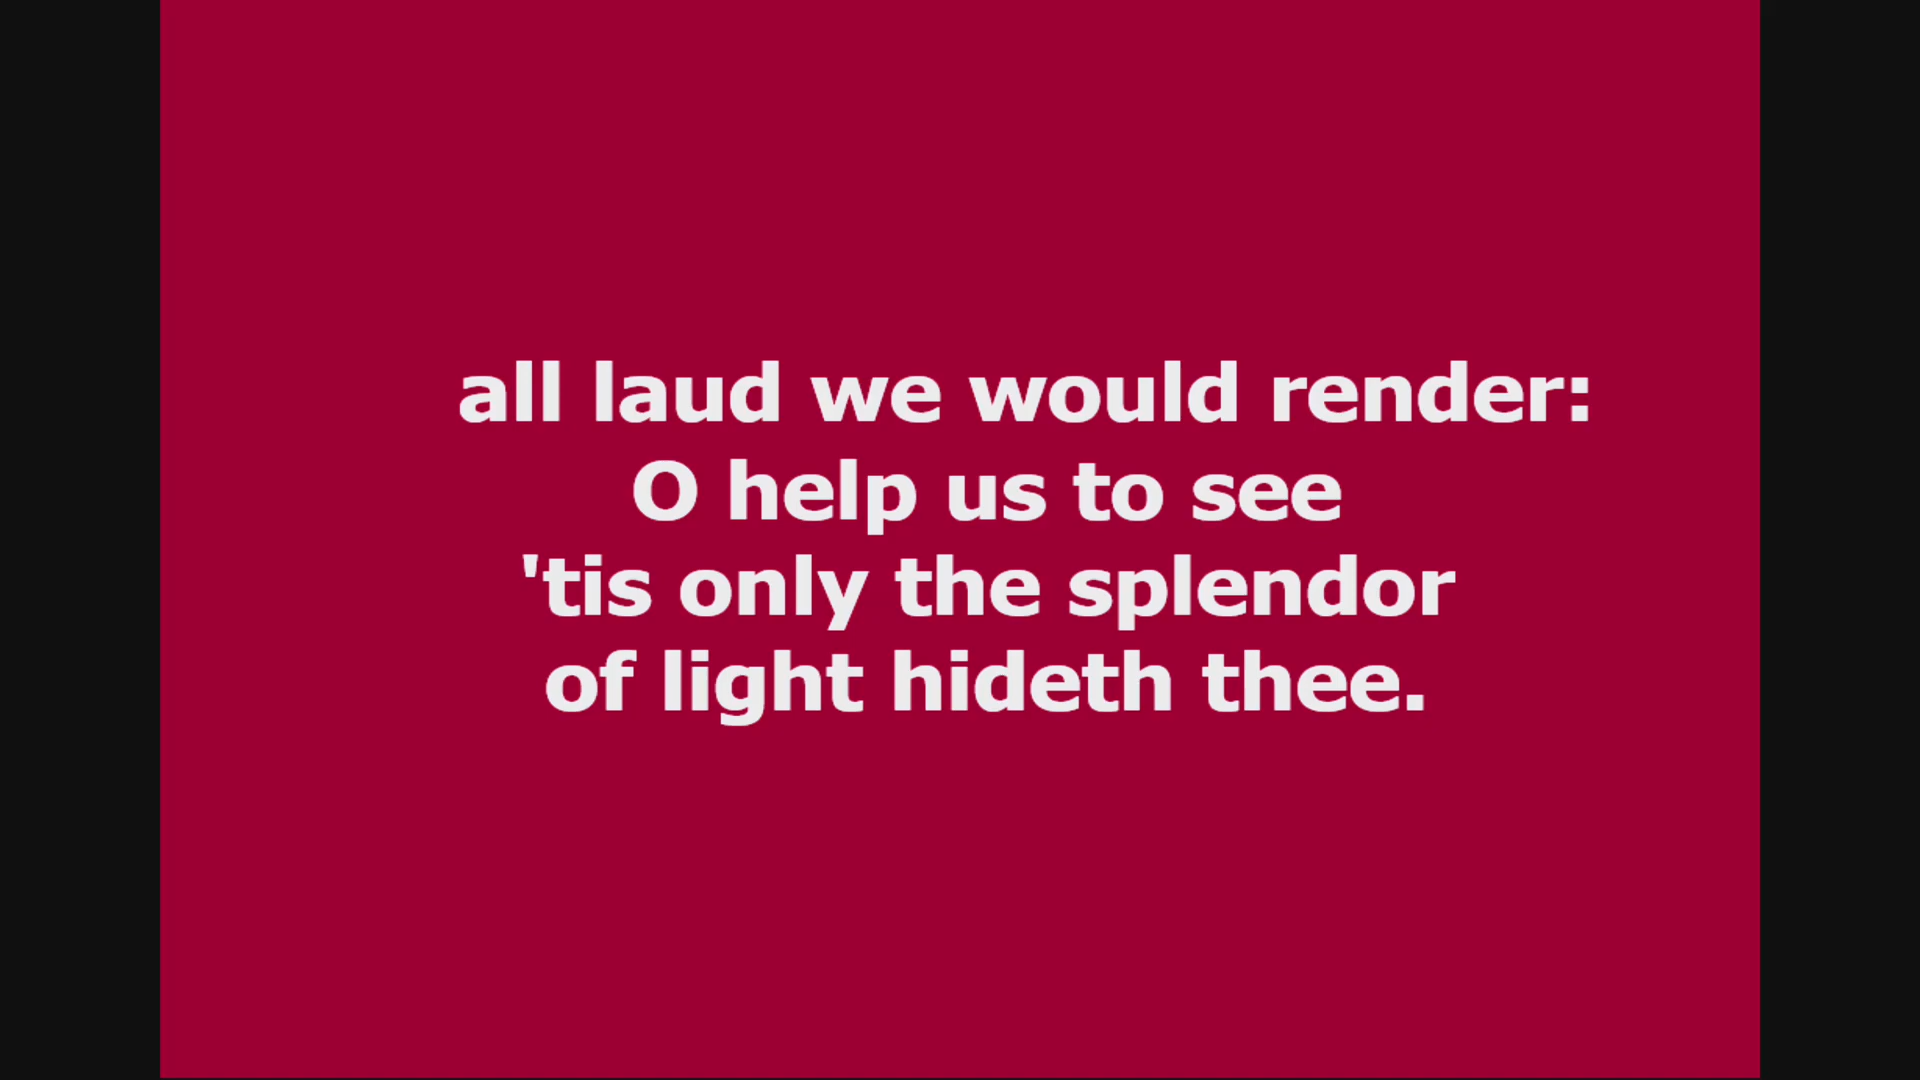 all laud we would render:
O help us to see
'tis only the splendor
of light hideth thee.